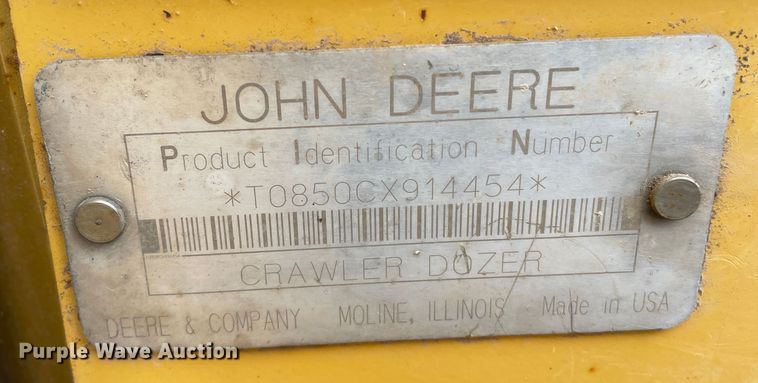 JOHN DEERE
Product Identification Number
*T0850CX914454*
CRAWLER DOZER
DEERE & COMPANY MOLINE, ILLINOIS Made in USA
Purple Wave Auction